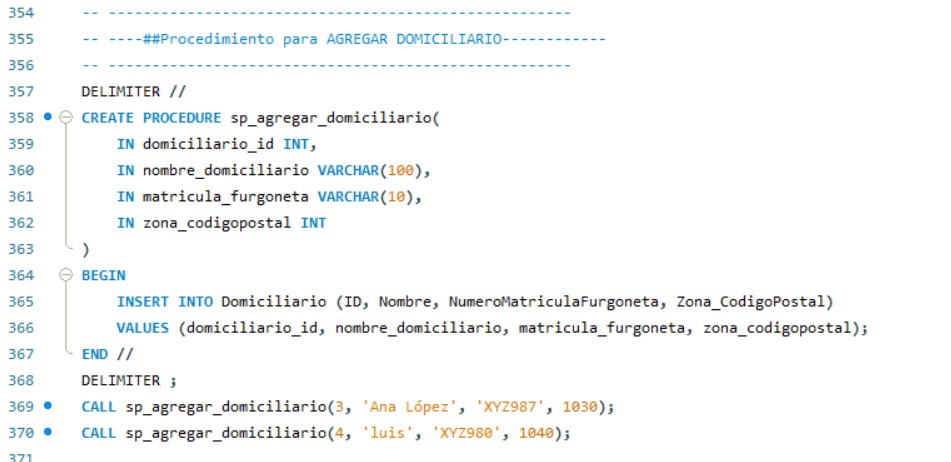 354 -- -----------------------------------------------------
355 -- ----##Procedimiento para AGREGAR DOMICILIARIO------------
356 -- -----------------------------------------------------
357 DELIMITER //
358 CREATE PROCEDURE sp_agregar_domiciliario(
359 IN domiciliario_id INT,
360 IN nombre_domiciliario VARCHAR(100),
361 IN matricula_furgoneta VARCHAR(10),
362 IN zona_codigopostal INT
363 )
364 BEGIN
365 INSERT INTO Domiciliario (ID, Nombre, NumeroMatriculaFurgoneta, Zona_CodigoPostal)
366 VALUES (domiciliario_id, nombre_domiciliario, matricula_furgoneta, zona_codigopostal);
367 END //
368 DELIMITER ;
369 CALL sp_agregar_domiciliario(3, 'Ana López', 'XYZ987', 1030);
370 CALL sp_agregar_domiciliario(4, 'luis', 'XYZ980', 1040);
371